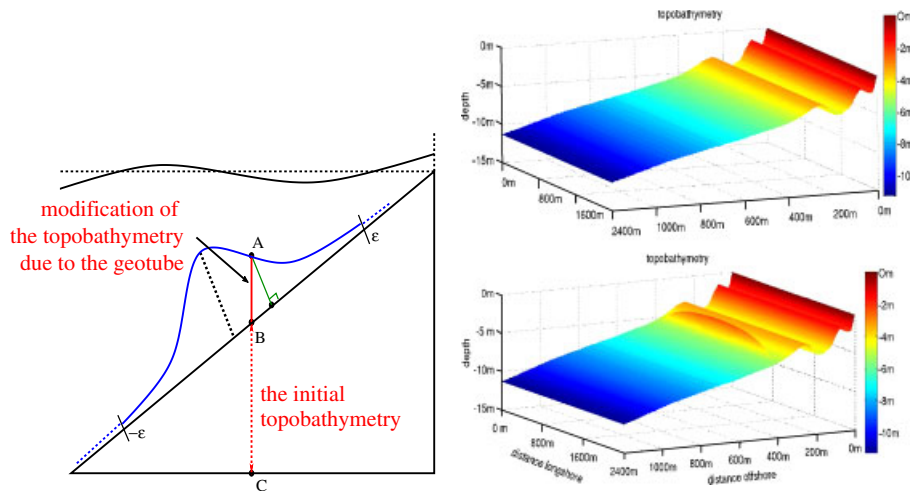 modification of
the topobathymetry
due to the geotube
A
ε
B
the initial
topobathymetry
-ε
C
topobathymetry
0m
-5m
-10m
-15m
depth
0m
800m
1600m
2400m
1000m
800m
600m
400m
200m
0m
0m
-2m
-4m
-6m
-8m
-10
topobathymetry
0m
-5m
-10m
-15m
depth
0 m
800m
1600m
2400m
distance longshore
1000m
800m
600m
400m
200m
0m
distance offshore
0m
-2m
-4m
-6m
-8m
-10m